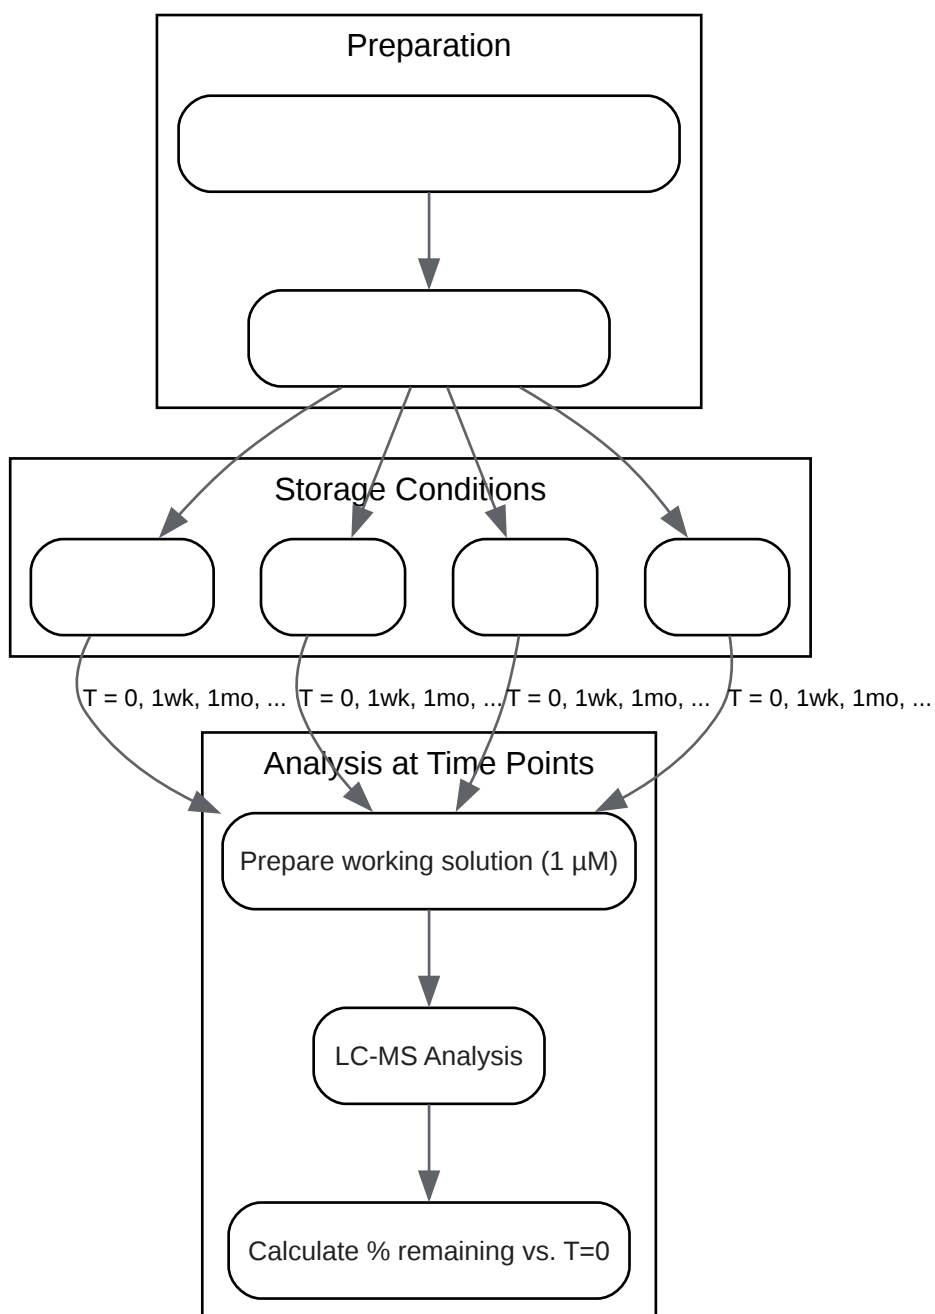 Preparation
Storage Conditions
T = 0, 1wk, 1mo, ...
T = 0, 1wk, 1mo, ...
T = 0, 1wk, 1mo, ...
T = 0, 1wk, 1mo, ...
Analysis at Time Points
Prepare working solution (1 µM)
LC-MS Analysis
Calculate % remaining vs. T=0